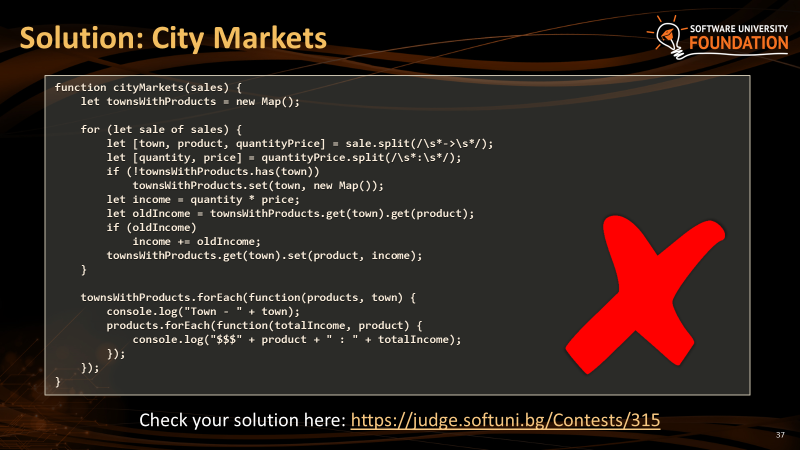 Solution: City Markets
SOFTWARE UNIVERSITY
FOUNDATION
function cityMarkets(sales) {
    let townsWithProducts = new Map();

    for (let sale of sales) {
        let [town, product, quantityPrice] = sale.split(/\s*->\s*/);
        let [quantity, price] = quantityPrice.split(/\s*:\s*/);
        if (!townsWithProducts.has(town))
            townsWithProducts.set(town, new Map());
        let income = quantity * price;
        let oldIncome = townsWithProducts.get(town).get(product);
        if (oldIncome)
            income += oldIncome;
        townsWithProducts.get(town).set(product, income);
    }

    townsWithProducts.forEach(function(products, town) {
        console.log("Town - " + town);
        products.forEach(function(totalIncome, product) {
            console.log("$$$" + product + " : " + totalIncome);
        });
    });
}
Check your solution here: https://judge.softuni.bg/Contests/315
37